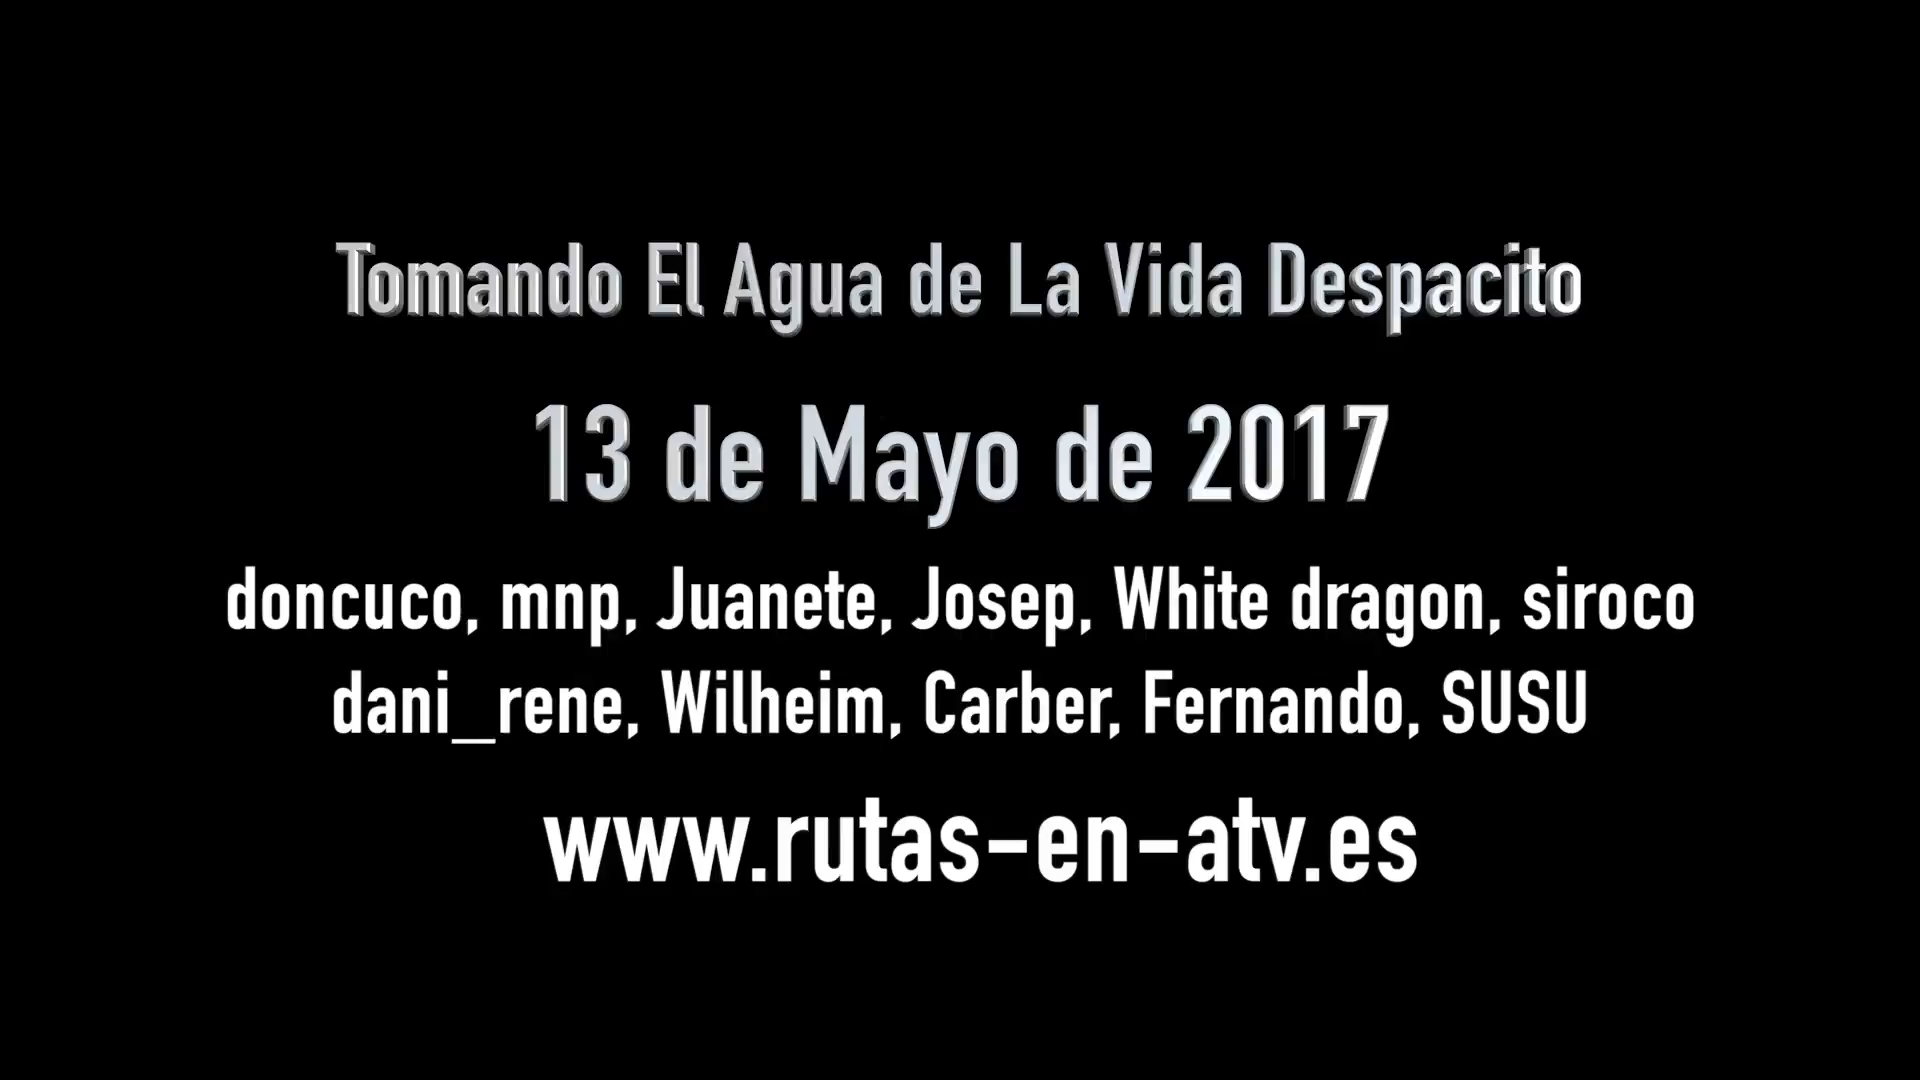 Tomando El Agua de La Vida Despacito
13 de Mayo de 2017
doncuco, mnp, Juanete, Josep, White dragon, siroco
dani_rene, Wilheim, Carber, Fernando, SUSU
www.rutas-en-atv.es